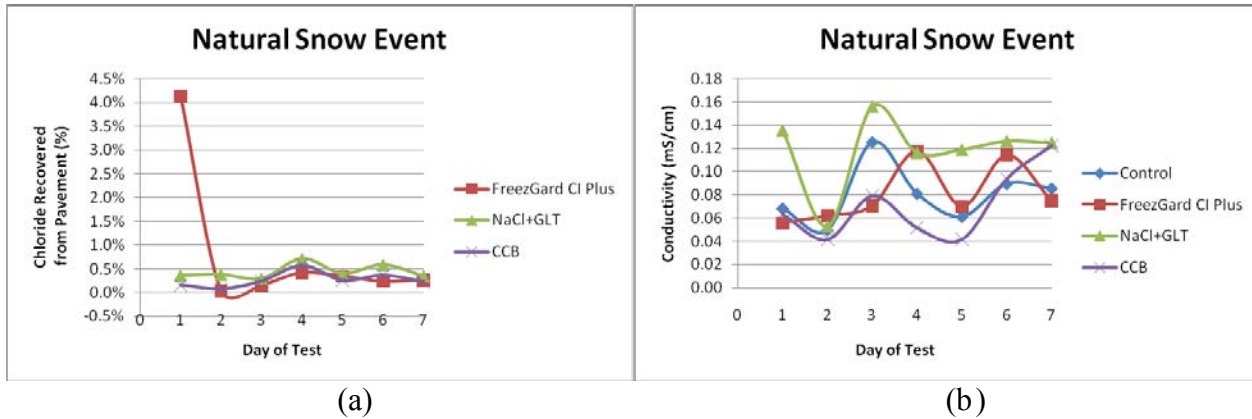 Natural Snow Event
Chloride Recovered
from Pavement (%)
4.5%
4.0%
3.5%
3.0%
2.5%
2.0%
1.5%
1.0%
0.5%
0.0%
-0.5%
0 1 2 3 4 5 6 7
Day of Test
FreezGard CI Plus
NaCl+GLT
CCB
(a)
Natural Snow Event
Conductivity (mS/cm)
0.18
0.16
0.14
0.12
0.10
0.08
0.06
0.04
0.02
0.00
0 1 2 3 4 5 6 7
Day of Test
Control
FreezGard CI Plus
NaCl+GLT
CCB
(b)